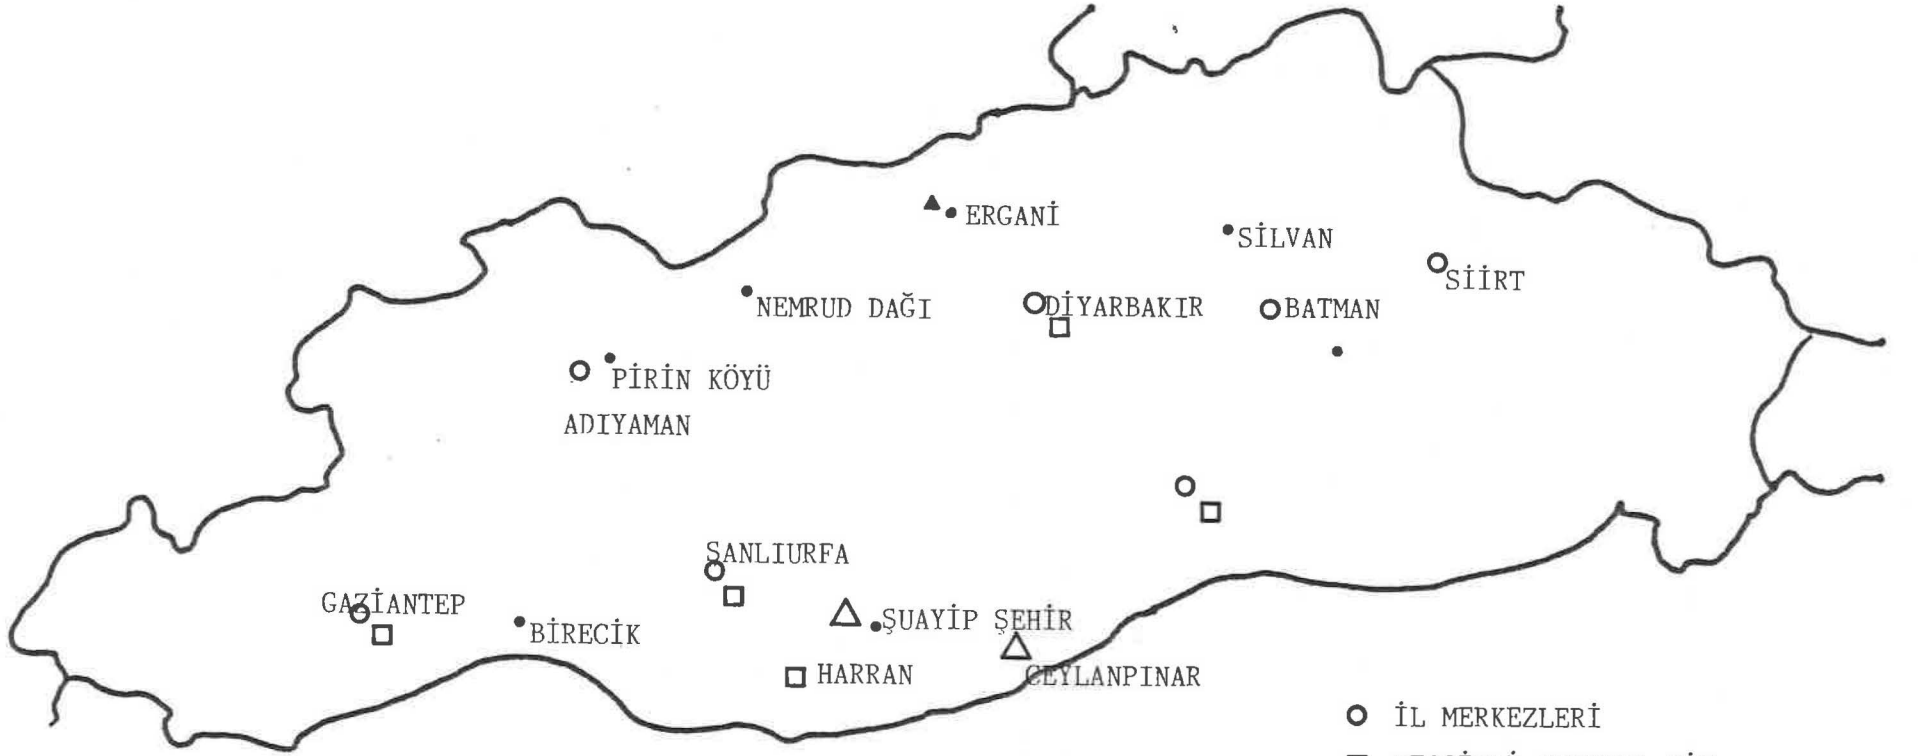 ERGANİ
SİLVAN
SİİRT
NEMRUD DAĞI
DİYARBAKIR
BATMAN
PİRİN KÖYÜ
ADIYAMAN
ŞANLIURFA
GAZİANTEP
BİRECİK
ŞUAYİP ŞEHİR
HARRAN
CEYLANPINAR
İL MERKEZLERİ